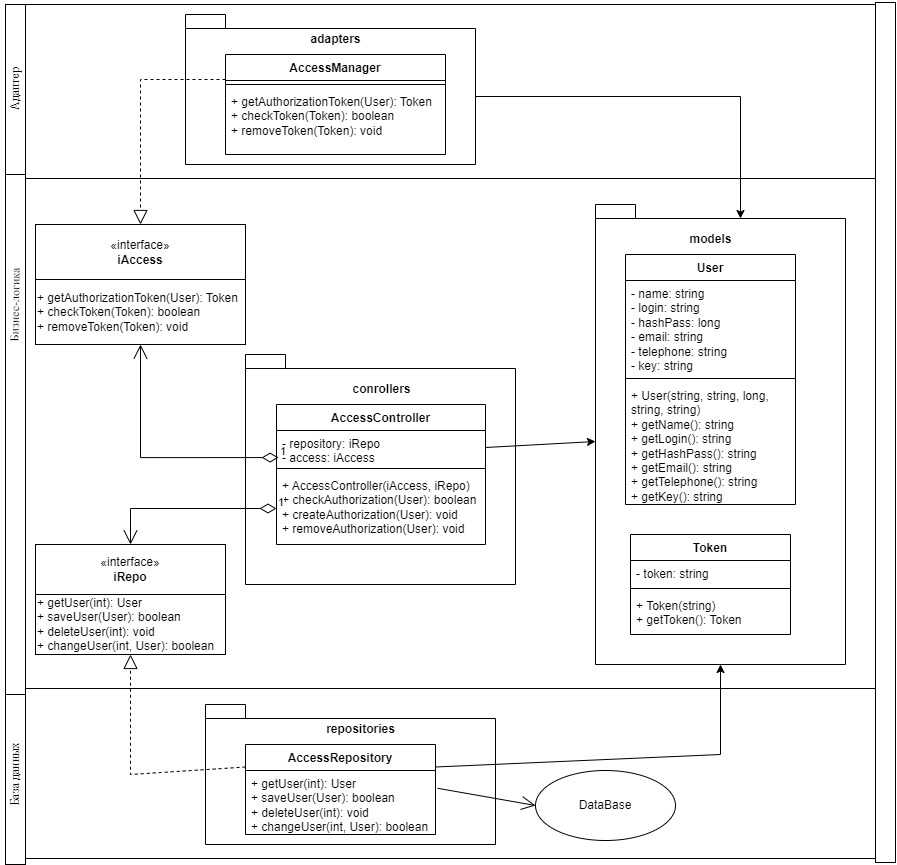 Адаптер
adapters
AccessManager
+ getAuthorizationToken(User): Token
+ checkToken(Token): boolean
+ removeToken(Token): void
Бизнес-логика
«interface»
iAccess
+ getAuthorizationToken(User): Token
+ checkToken(Token): boolean
+ removeToken(Token): void
conrollers
AccessController
- repository: iRepo
- access: iAccess
1
+ AccessController(iAccess, iRepo)
+ checkAuthorization(User): boolean
+ createAuthorization(User): void
+ removeAuthorization(User): void
1
«interface»
iRepo
+ getUser(int): User
+ saveUser(User): boolean
+ deleteUser(int): void
+ changeUser(int, User): boolean
models
User
- name: string
- login: string
- hashPass: long
- email: string
- telephone: string
- key: string
+ User(string, string, long,
string, string)
+ getName(): string
+ getLogin(): string
+ getHashPass(): string
+ getEmail(): string
+ getTelephone(): string
+ getKey(): string
Token
- token: string
+ Token(string)
+ getToken(): Token
База данных
repositories
AccessRepository
+ getUser(int): User
+ saveUser(User): boolean
+ deleteUser(int): void
+ changeUser(int, User): boolean
DataBase